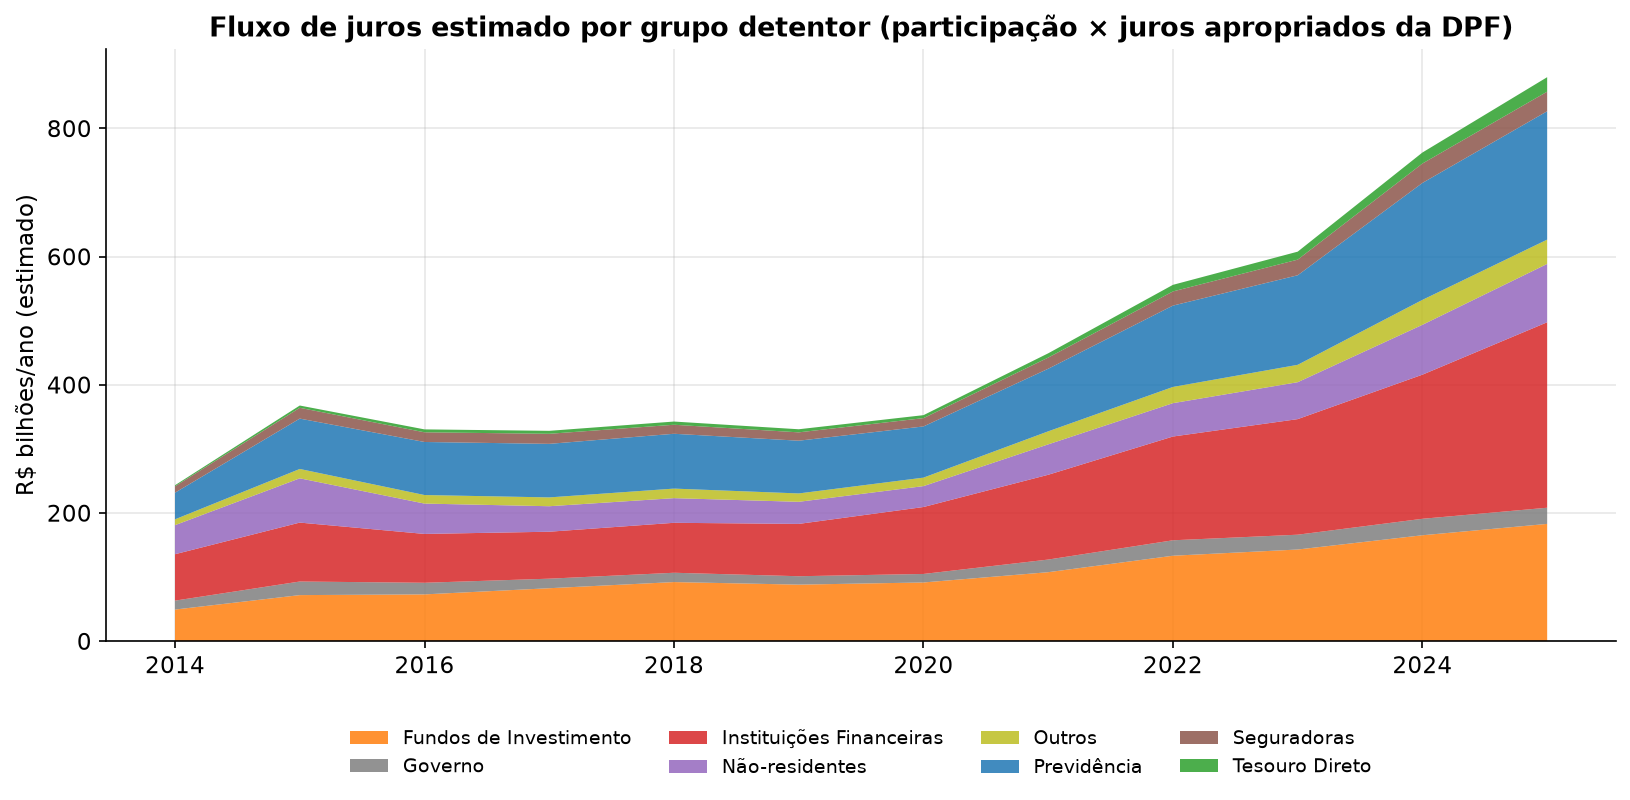 Fluxo de juros estimado por grupo detentor (participação × juros apropriados da DPF)
R$ bilhões/ano (estimado)
800
600
400
200
0
2014 2016 2018 2020 2022 2024
Fundos de Investimento Instituições Financeiras Outros Seguradoras
Governo Não-residentes Previdência Tesouro Direto